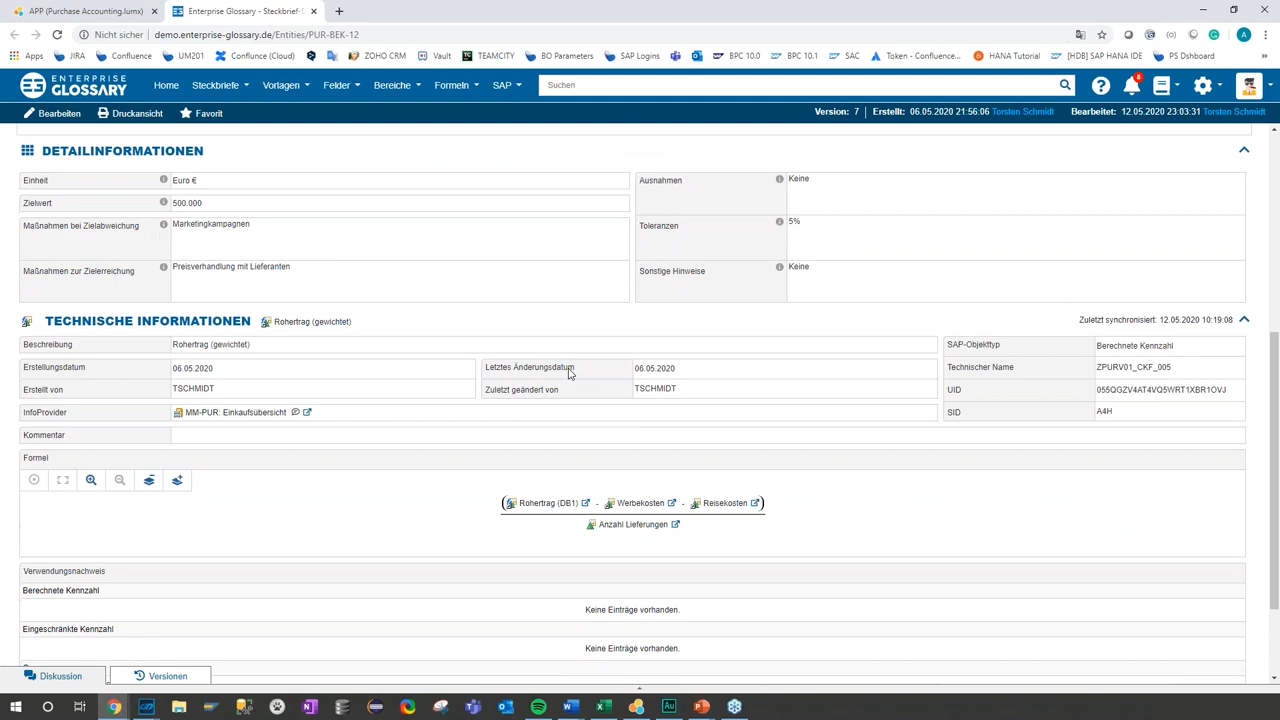 APP (Purchase Accounting.lumx)
Enterprise Glossary - Steckbrief-
Nicht sicher
demo.enterprise-glossary.de/Entities/PUR-BEK-12
Apps JIRA Confluence UM201 Conflunce (Cloud) ZOHO CRM Vault TEAMCITY BO Parameters SAP Logins BPC 10.0 BPC 10.1 SAC Token - Confluence... HANA Tutorial [HDB] SAP HANA IDE PS Dshboard
ENTERPRISE GLOSSARY
Home Steckbriefe Vorlagen Felder Bereiche Formeln SAP Suchen 8
Bearbeiten Druckansicht Favorit Version: 7 Erstellt: 06.05.2020 21:56:06 Torsten Schmidt Bearbeitet: 12.05.2020 23:03:31 Torsten Schmidt
DETAILINFORMATIONEN
Einheit Euro € Ausnahmen Keine
Zielwert 500.000
Maßnahmen bei Zielabweichung Marketingkampagnen Toleranzen 5%
Maßnahmen zur Zielerreichung Preisverhandlung mit Lieferanten Sonstige Hinweise Keine
TECHNISCHE INFORMATIONEN Rohertrag (gewichtet) Zuletzt synchronisiert: 12.05.2020 10:19:08
Beschreibung Rohertrag (gewichtet) SAP-Objekttyp Berechnete Kennzahl
Erstellungsdatum 06.05.2020 Letztes Änderungsdatum 06.05.2020 Technischer Name ZPURV01_CKF_005
Erstellt von TSCHMIDT Zuletzt geändert von TSCHMIDT UID 055QGZV4AT4VQ5WRT1XBR1OVJ
InfoProvider MM-PUR: Einkaufsübersicht SID A4H
Kommentar
Formel
(Rohertrag (DB1) - Werbekosten - Reisekosten)
Anzahl Lieferungen
Verwendungsnachweis
Berechnete Kennzahl
Keine Einträge vorhanden.
Eingeschränkte Kennzahl
Keine Einträge vorhanden.
Diskussion Versionen